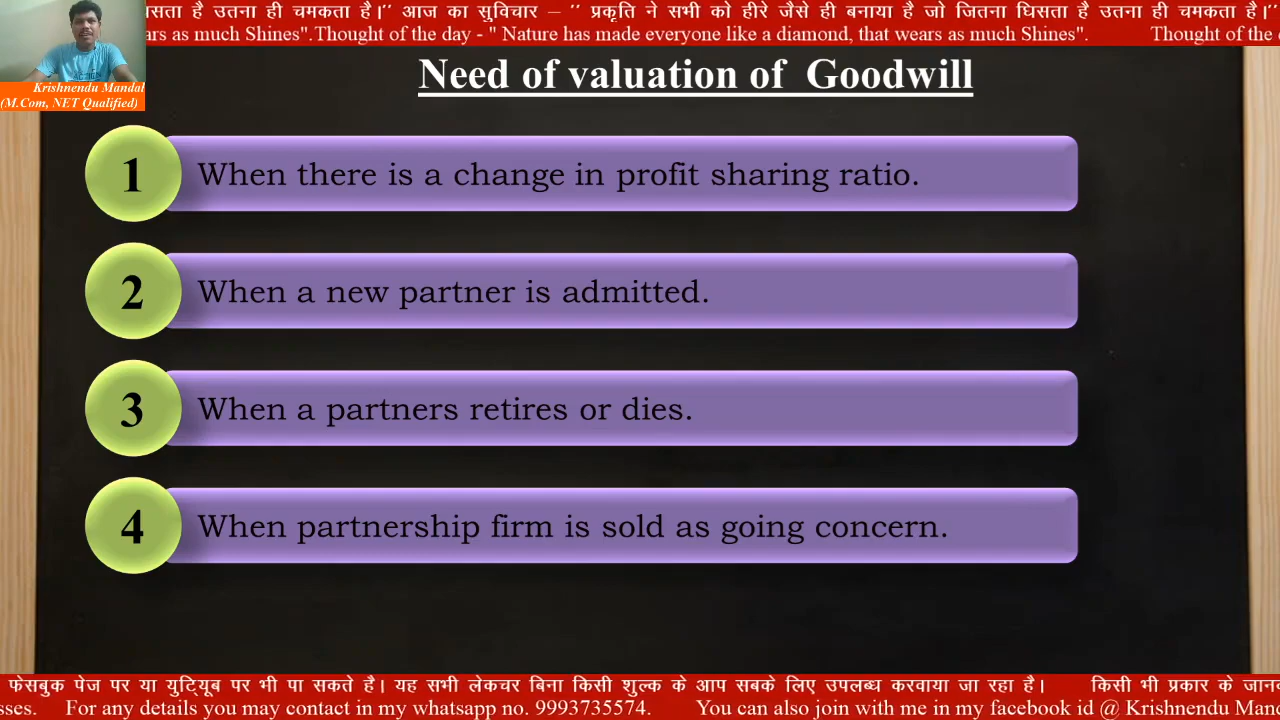 सता है उतना ही चमकता है।" आज का सुविचार – " प्रकृति ने सभी को हीरे जैसे ही बनाया है जो जितना घिसता है उतना ही चमकता है।"
ars as much Shines". Thought of the day - " Nature has made everyone like a diamond, that wears as much Shines". Thought of the
Krishnendu Mandal
(M.Com, NET Qualified)
Need of valuation of Goodwill
1 When there is a change in profit sharing ratio.
2 When a new partner is admitted.
3 When a partners retires or dies.
4 When partnership firm is sold as going concern.
फेसबुक पेज पर या युट्यिूब पर भी पा सकते है। यह सभी लेकचर बिना किसी शुल्क के आप सबके लिए उपलब्ध करवाया जा रहा है। किसी भी प्रकार के
sses. For any details you may contact in my whatsapp no. 9993735574. You can also join with me in my facebook id @ Krishnendu